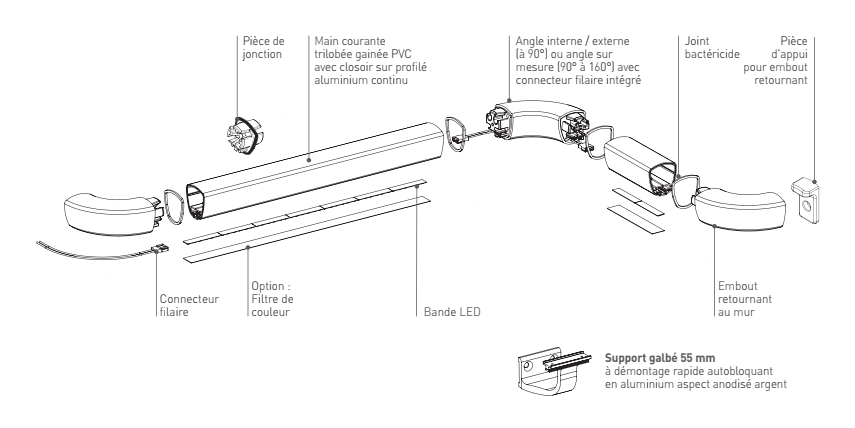 Pièce de
jonction
Main courante
trilobée gainée PVC
avec closoir sur profilé
aluminium continu
Angle interne / externe
(à 90°) ou angle sur
mesure (90° à 160°) avec
connecteur filaire intégré
Joint
bactéricide
Pièce
d'appui
pour embout
retournant
Connecteur
filaire
Option :
Filtre de
couleur
Bande LED
Embout
retournant
au mur
Support galbé 55 mm
à démontage rapide autobloquant
en aluminium aspect anodisé argent